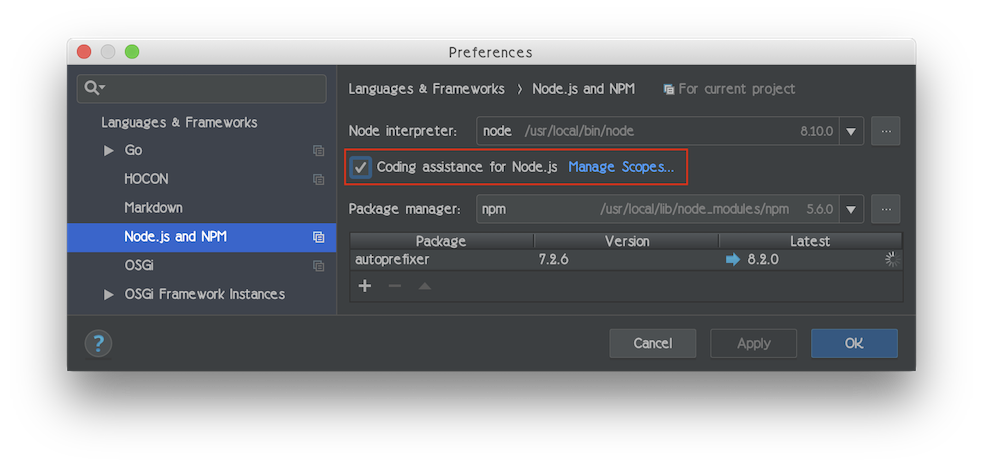 Preferences
Languages & Frameworks
Go
HOCON
Markdown
Node.js and NPM
OSGi
OSGi Framework Instances
Languages & Frameworks › Node.js and NPM For current project
Node interpreter: node /usr/local/bin/node 8.10.0 ...
Coding assistance for Node.js Manage Scopes...
Package manager: npm /usr/local/lib/node_modules/npm 5.6.0 ...
Package Version Latest
autoprefixer 7.2.6 8.2.0
? Cancel Apply OK